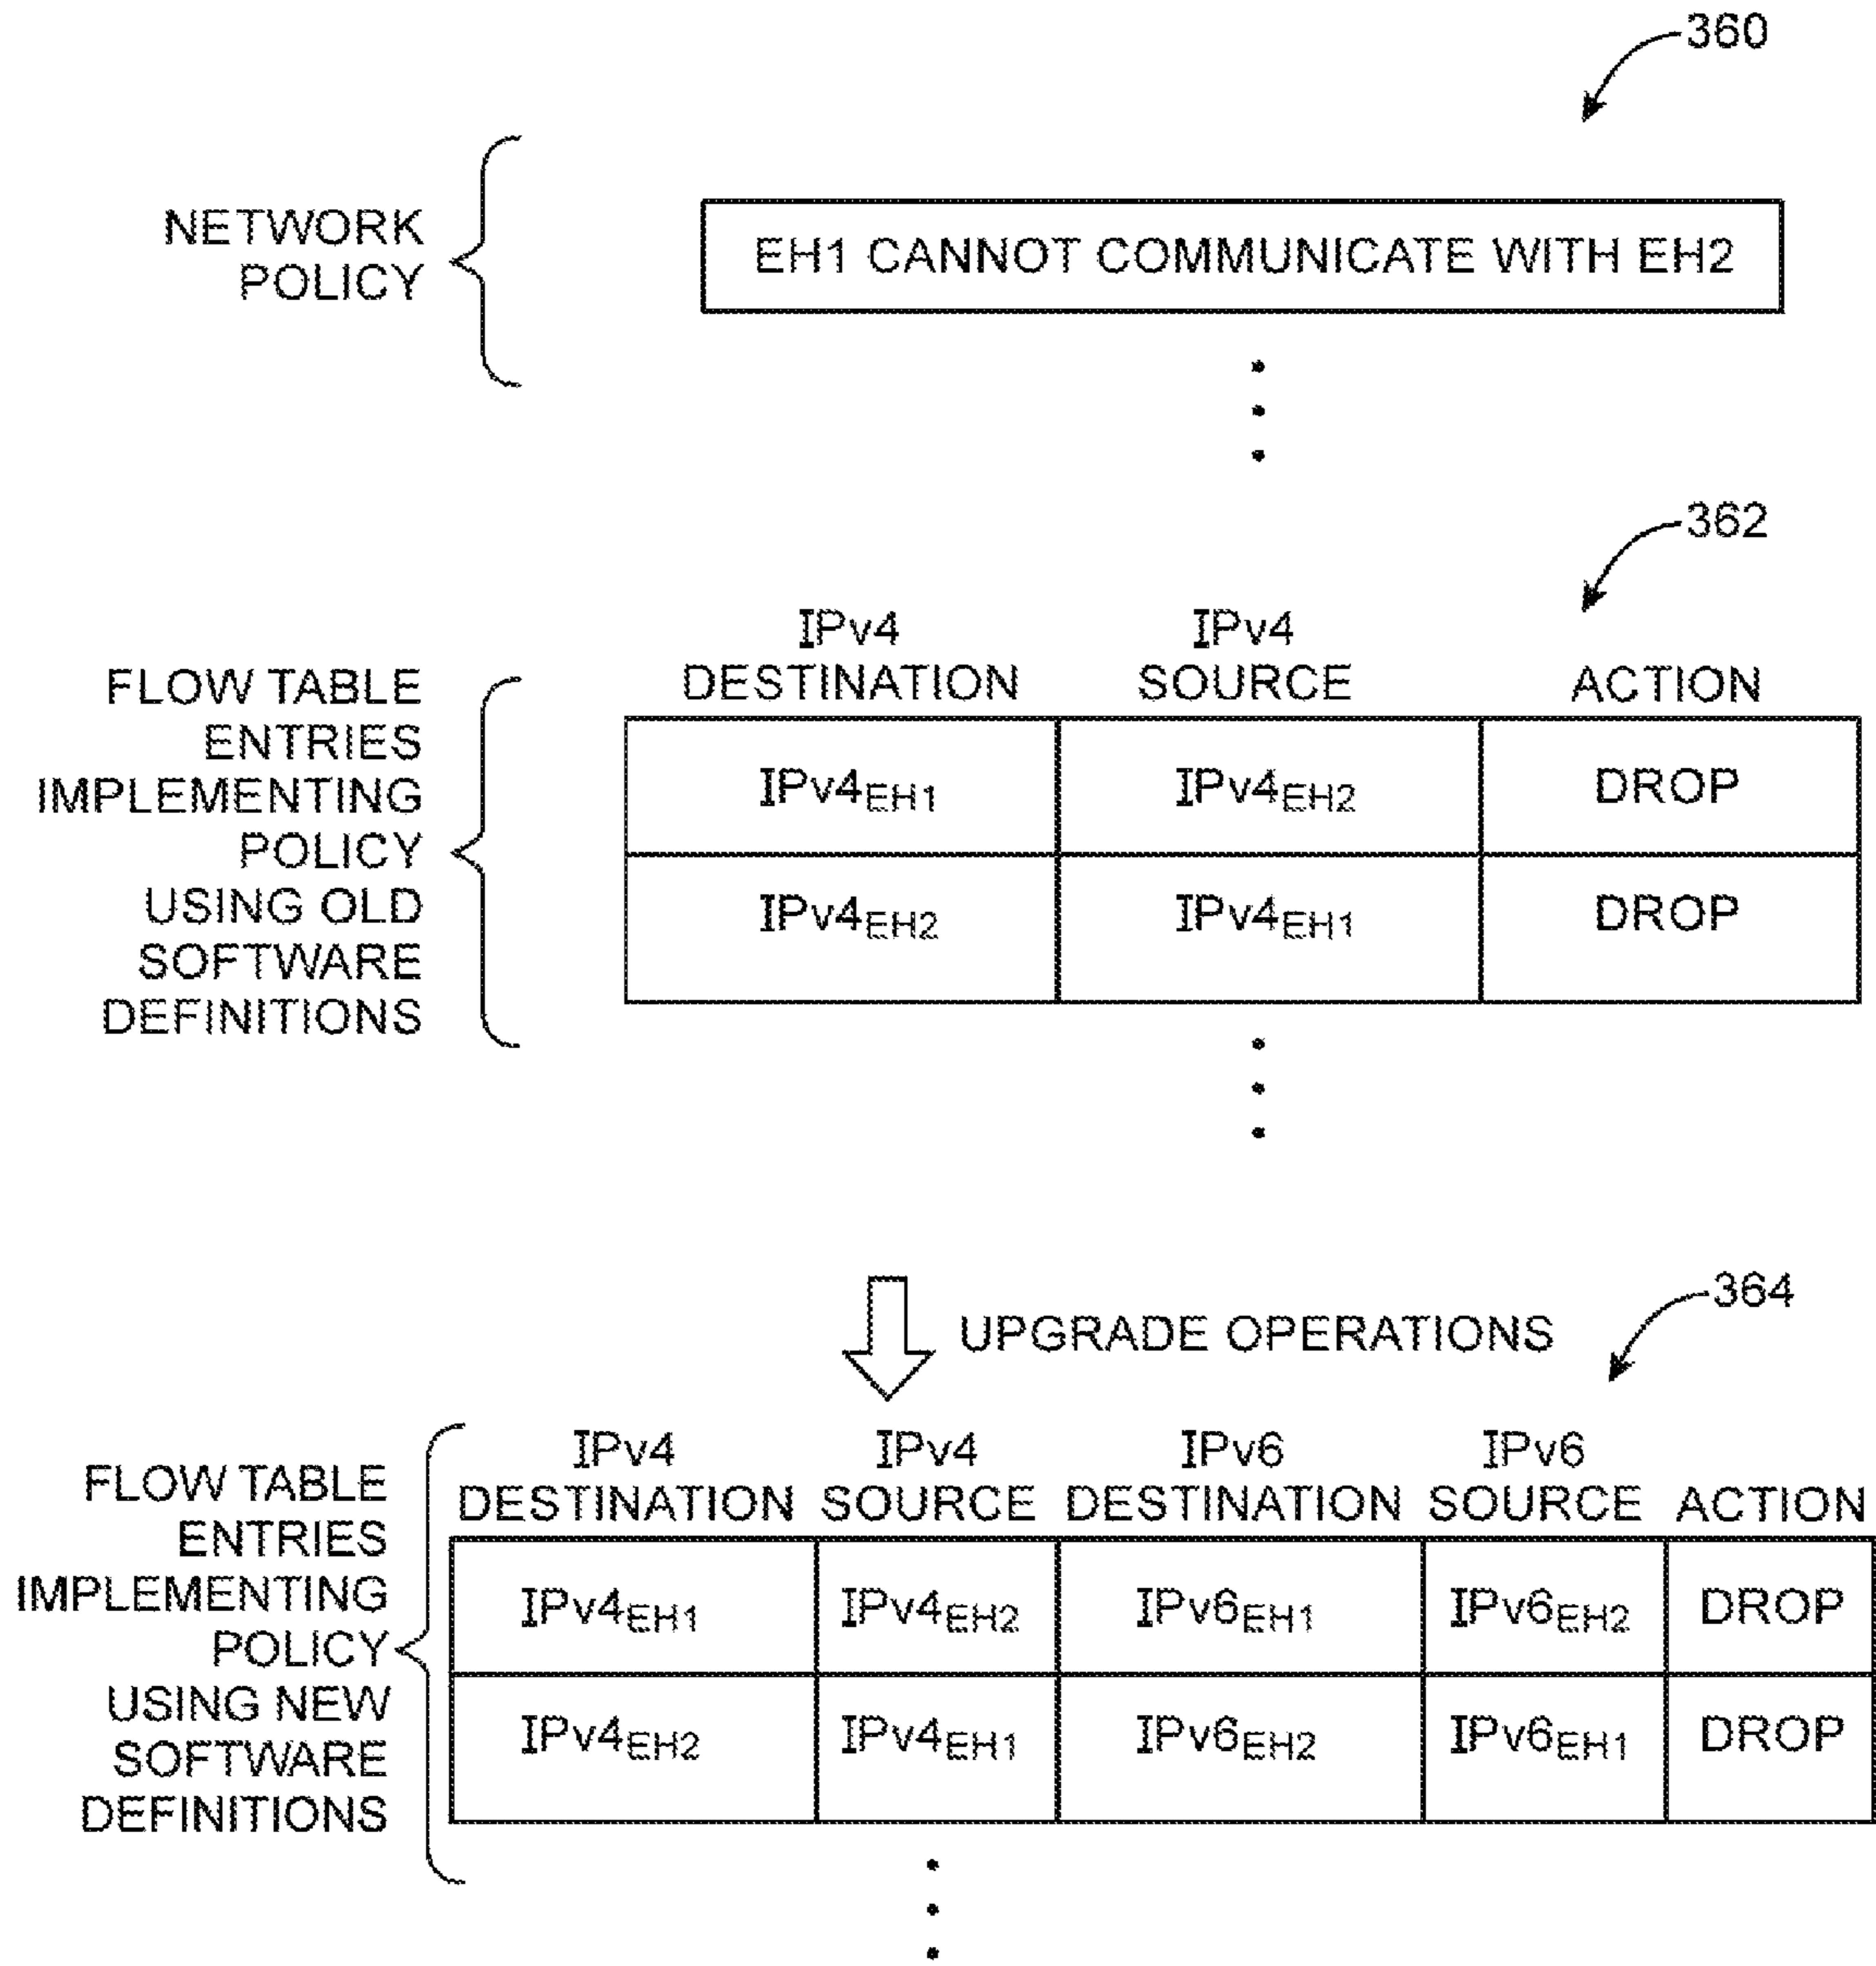 360
NETWORK
POLICY
EH1 CANNOT COMMUNICATE WITH EH2
362
FLOW TABLE
ENTRIES
IMPLEMENTING
POLICY
USING OLD
SOFTWARE
DEFINITIONS
IPv4 IPv4
DESTINATION SOURCE ACTION
IPv4EH1 IPv4EH2 DROP
IPv4EH2 IPv4EH1 DROP
UPGRADE OPERATIONS
364
FLOW TABLE
ENTRIES
IMPLEMENTING
POLICY
USING NEW
SOFTWARE
DEFINITIONS
IPv4 IPv4 IPv6 IPv6
DESTINATION SOURCE DESTINATION SOURCE ACTION
IPv4EH1 IPv4EH2 IPv6EH1 IPv6EH2 DROP
IPv4EH2 IPv4EH1 IPv6EH2 IPv6EH1 DROP